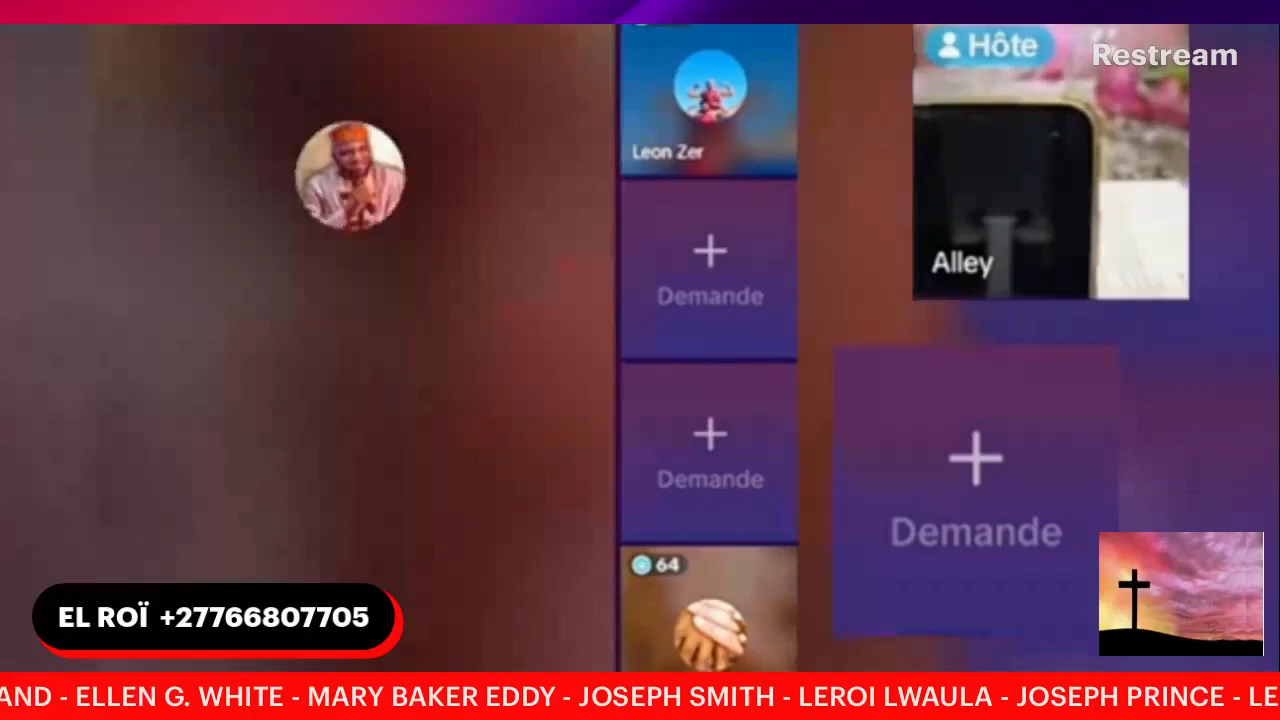 Hôte
Restream
Leon Zer
Alley
Demande
Demande
Demande
64
EL ROÏ +27766807705
AND - ELLEN G. WHITE - MARY BAKER EDDY - JOSEPH SMITH - LEROI LWAULA - JOSEPH PRINCE - LE